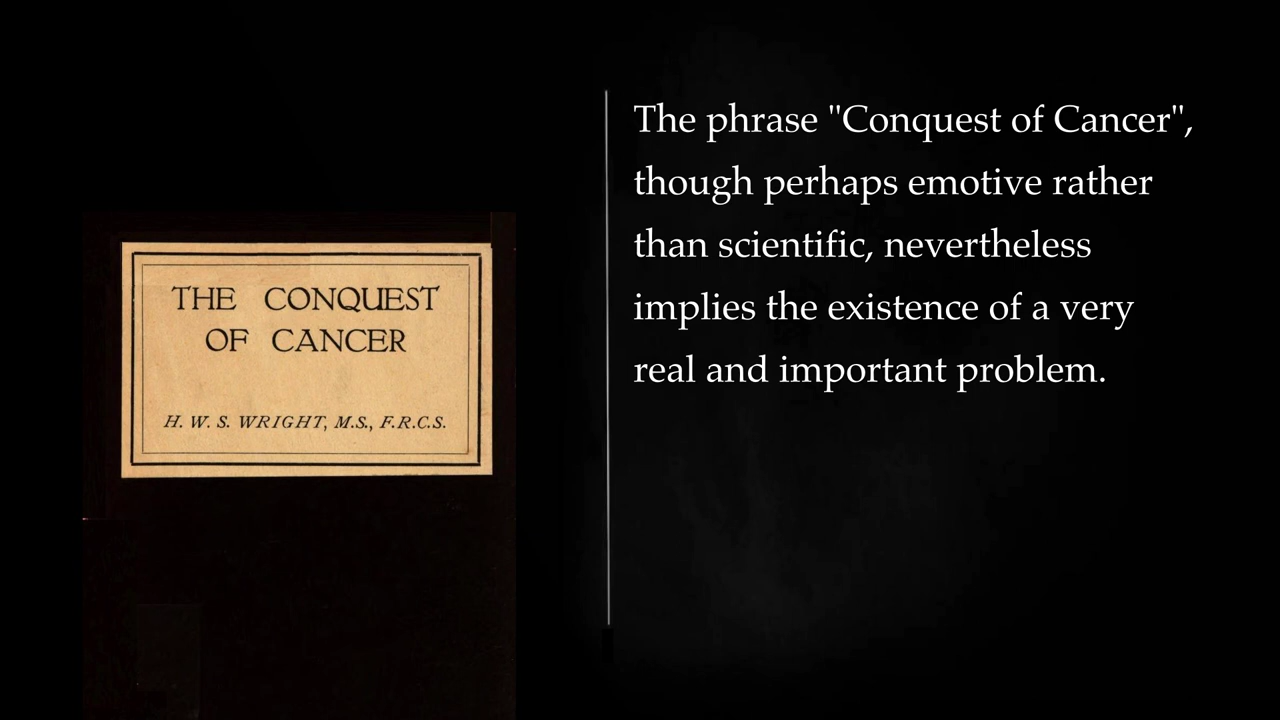 THE CONQUEST
OF CANCER
H. W. S. WRIGHT, M.S., F.R.C.S.
The phrase "Conquest of Cancer",
though perhaps emotive rather
than scientific, nevertheless
implies the existence of a very
real and important problem.